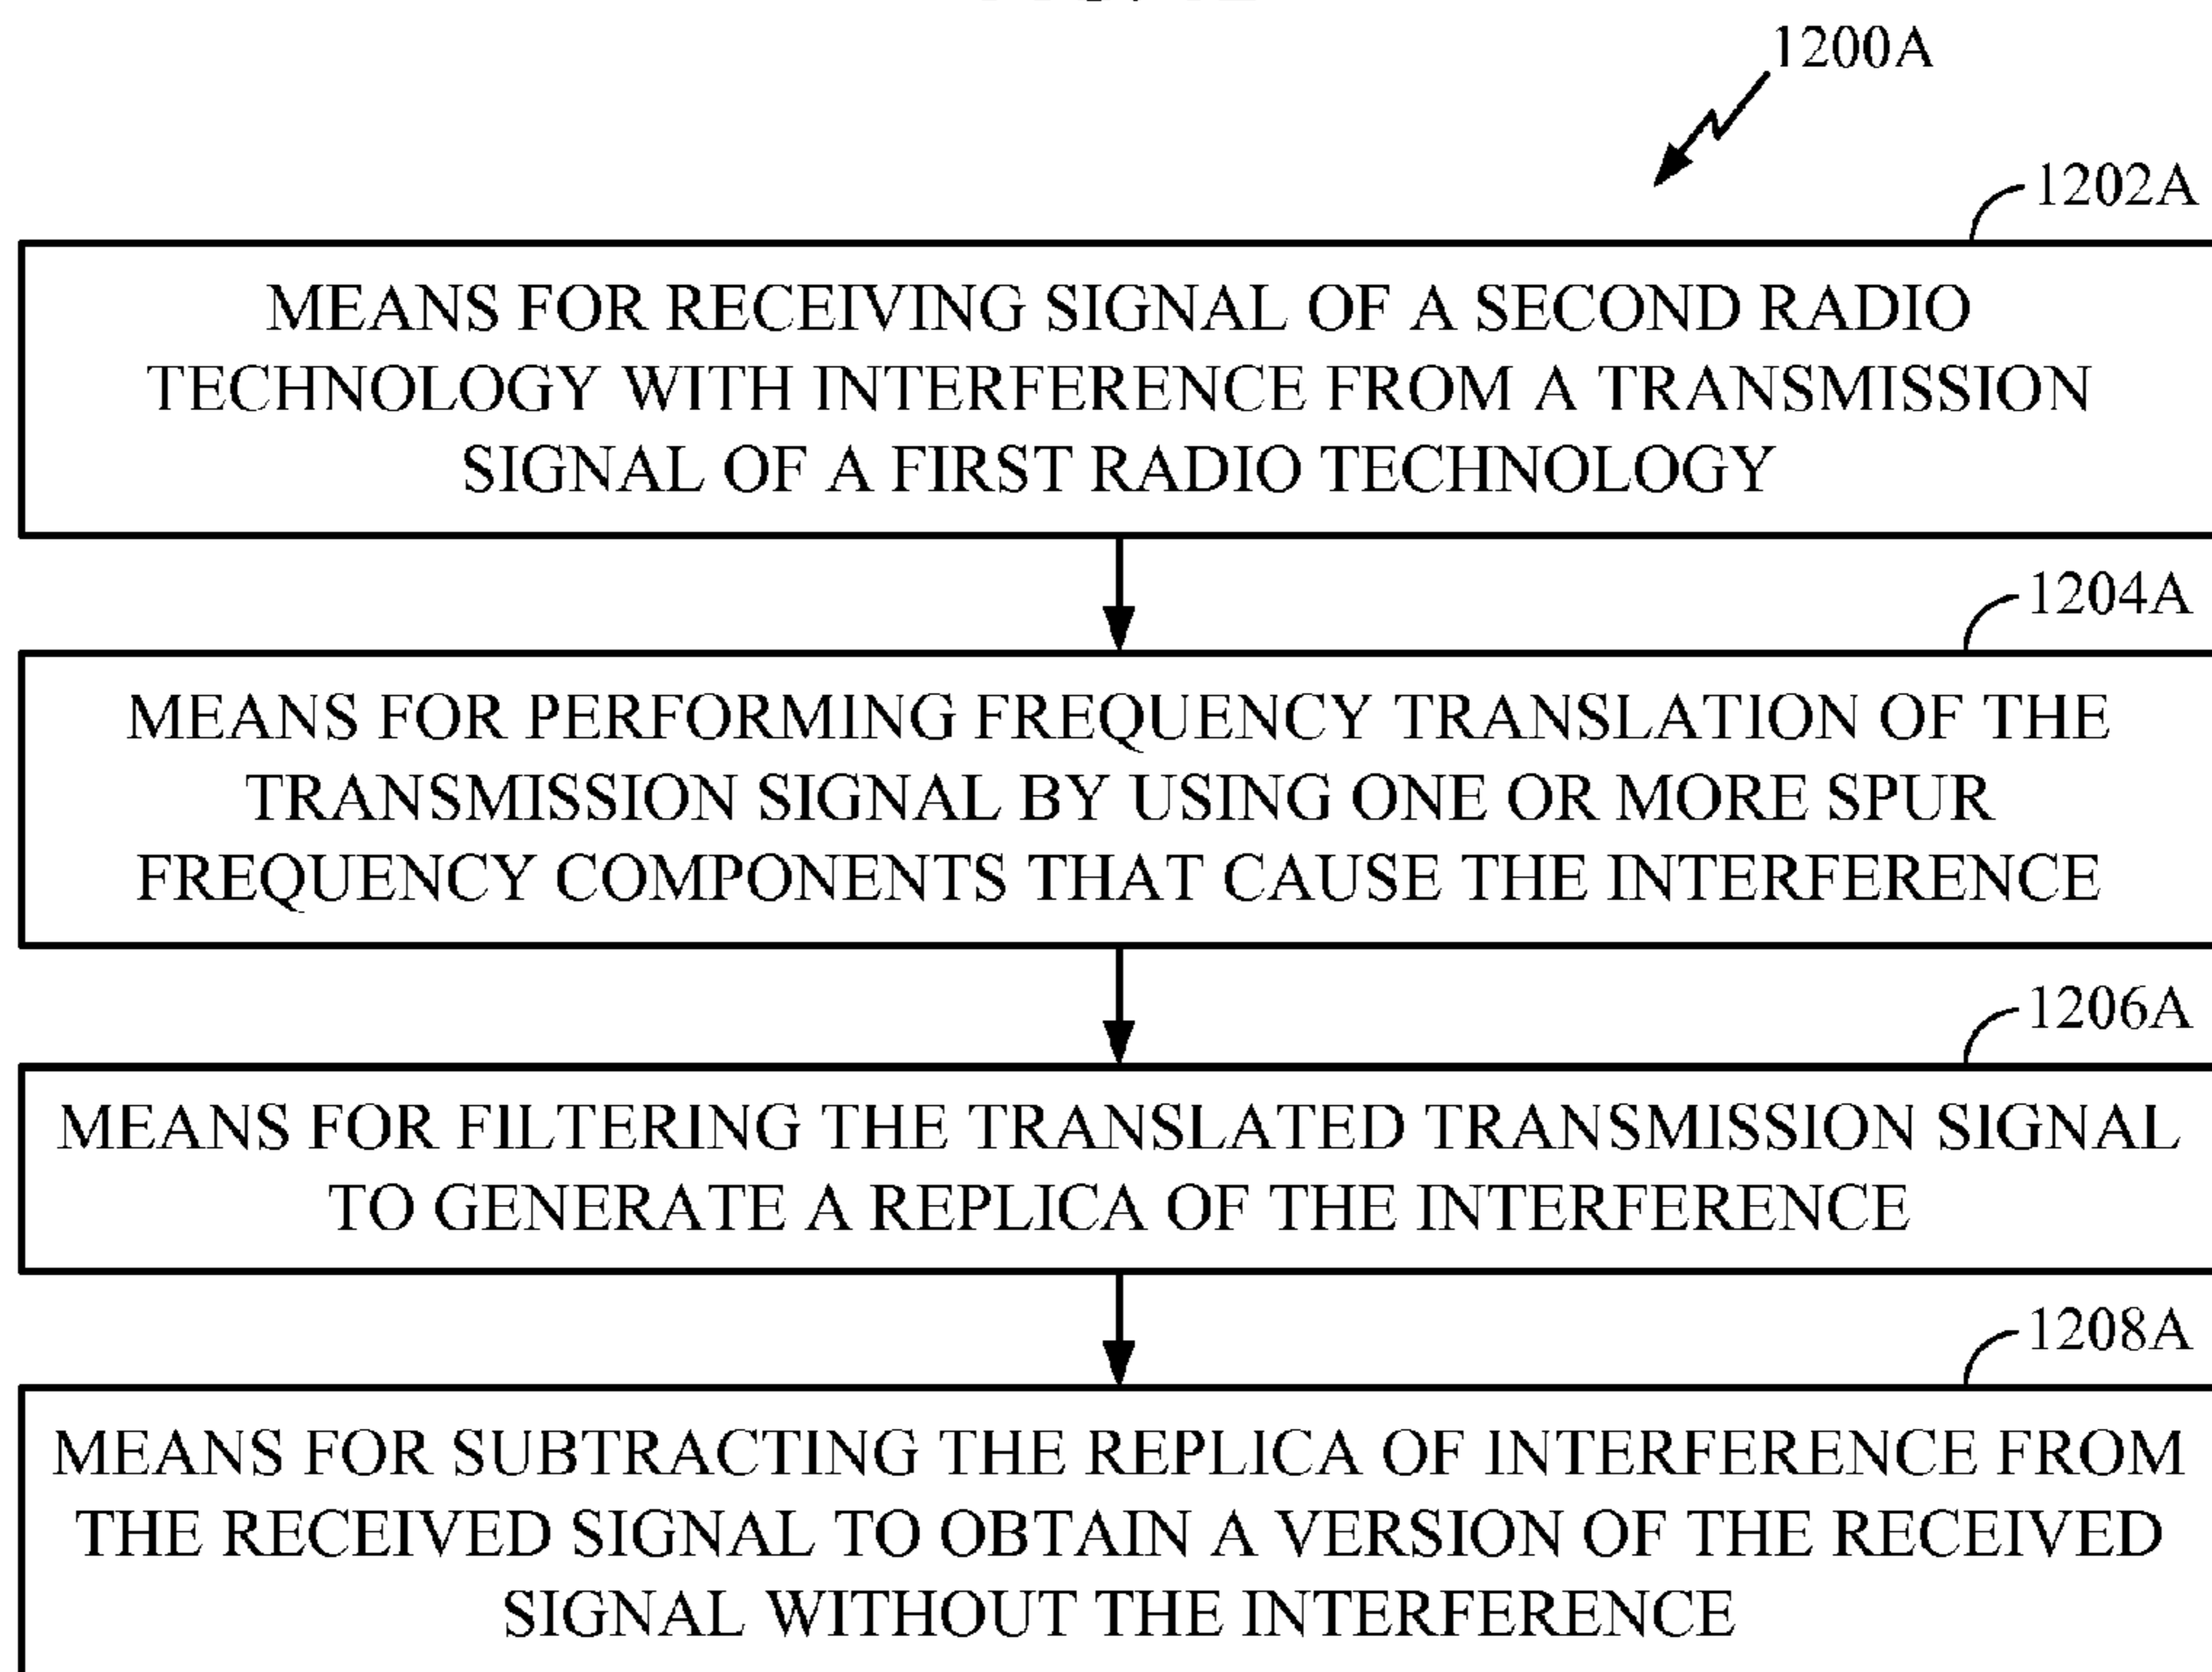 1200A
1202A
MEANS FOR RECEIVING SIGNAL OF A SECOND RADIO
TECHNOLOGY WITH INTERFERENCE FROM A TRANSMISSION
SIGNAL OF A FIRST RADIO TECHNOLOGY
1204A
MEANS FOR PERFORMING FREQUENCY TRANSLATION OF THE
TRANSMISSION SIGNAL BY USING ONE OR MORE SPUR
FREQUENCY COMPONENTS THAT CAUSE THE INTERFERENCE
1206A
MEANS FOR FILTERING THE TRANSLATED TRANSMISSION SIGNAL
TO GENERATE A REPLICA OF THE INTERFERENCE
1208A
MEANS FOR SUBTRACTING THE REPLICA OF INTERFERENCE FROM
THE RECEIVED SIGNAL TO OBTAIN A VERSION OF THE RECEIVED
SIGNAL WITHOUT THE INTERFERENCE